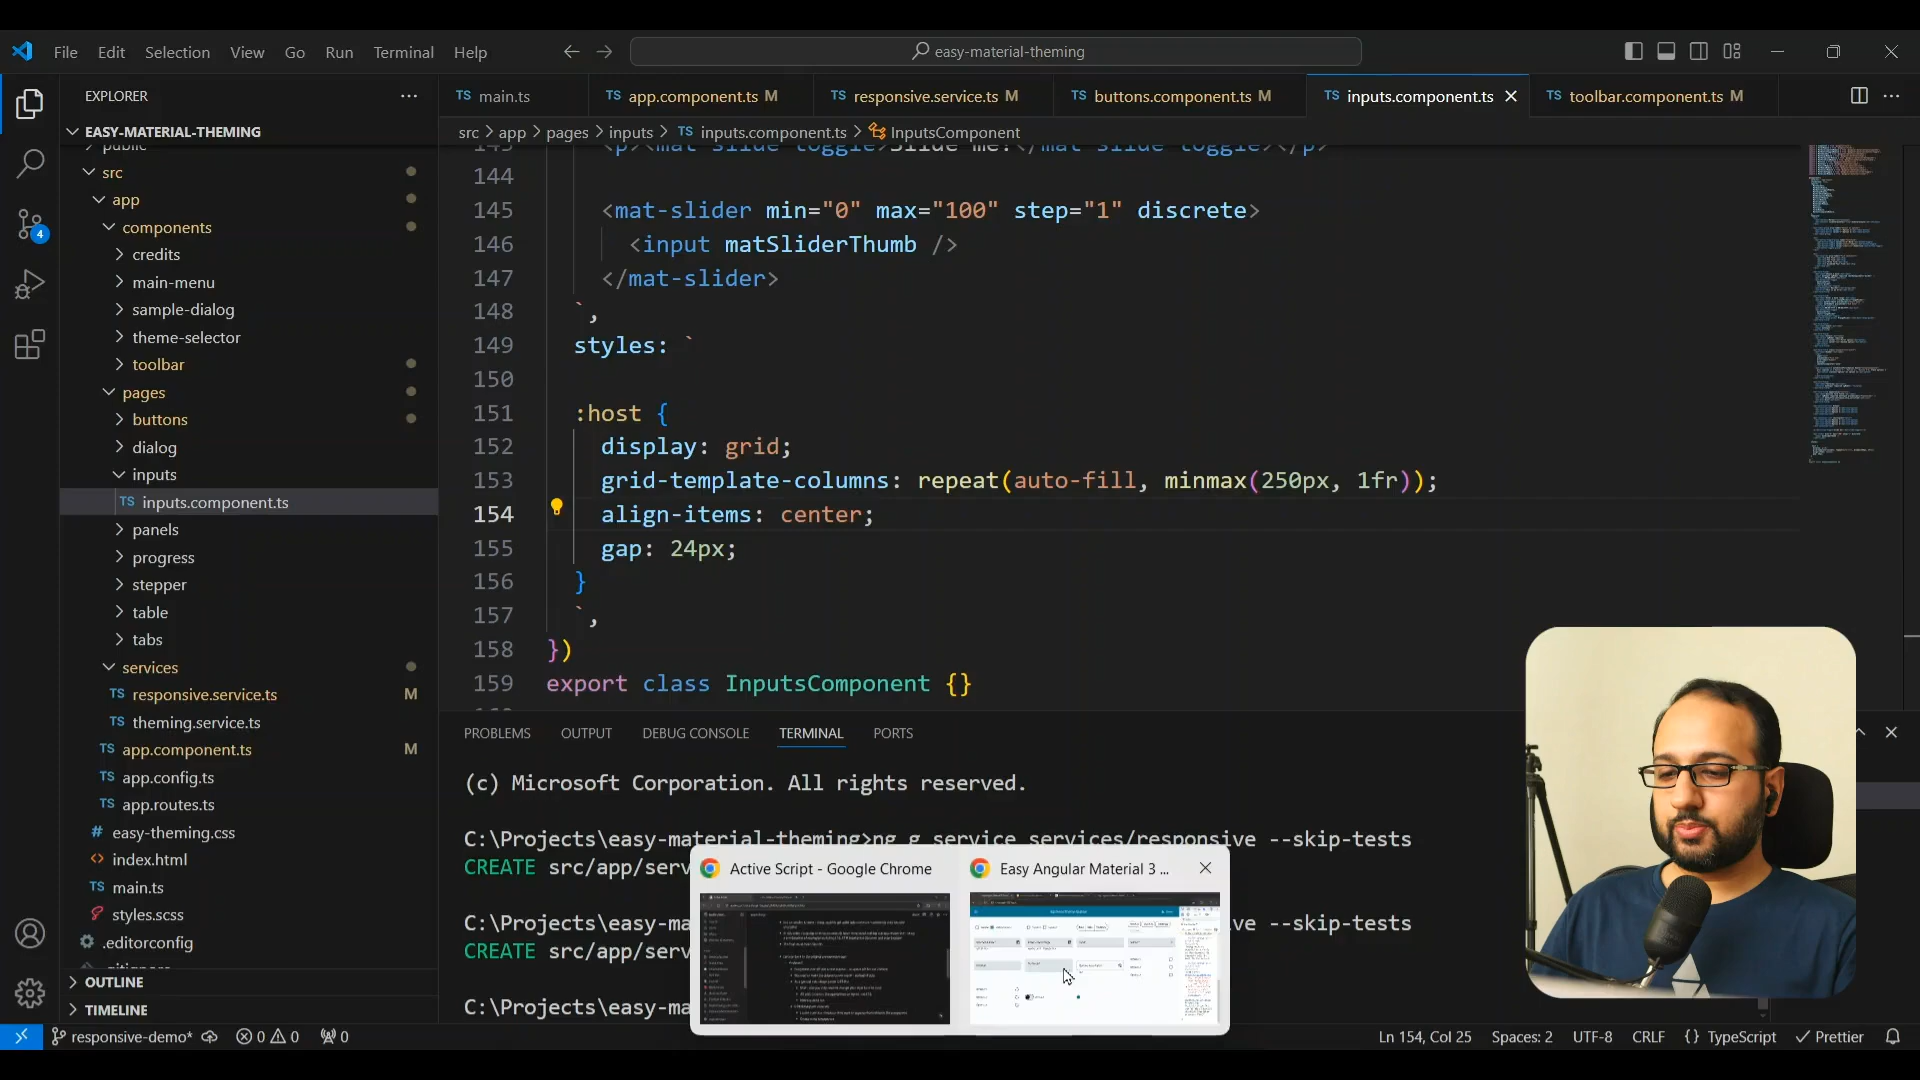 File Edit Selection View Go Run Terminal Help
easy-material-theming
EXPLORER
EASY-MATERIAL-THEMING
public
src
app
components
credits
main-menu
sample-dialog
theme-selector
toolbar
pages
buttons
dialog
inputs
TS inputs.component.ts
panels
progress
stepper
table
tabs
services
TS responsive.service.ts M
TS theming.service.ts
TS app.component.ts M
TS app.config.ts
TS app.routes.ts
# easy-theming.css
<> index.html
TS main.ts
styles.scss
.editorconfig
.gitignore
OUTLINE
TIMELINE
4
TS main.ts
TS app.component.ts M
TS responsive.service.ts M
TS buttons.component.ts M
TS inputs.component.ts
TS toolbar.component.ts M
src > app > pages > inputs > TS inputs.component.ts > InputsComponent
143 <p><mat-slide-toggle>Slide me!</mat-slide-toggle></p>
144
145 <mat-slider min="0" max="100" step="1" discrete>
146 <input matSliderThumb />
147 </mat-slider>
148 `,
149 styles: `
150
151 :host {
152 display: grid;
153 grid-template-columns: repeat(auto-fill, minmax(250px, 1fr));
154 align-items: center;
155 gap: 24px;
156 }
157 `,
158 })
159 export class InputsComponent {}
PROBLEMS OUTPUT DEBUG CONSOLE TERMINAL PORTS
(c) Microsoft Corporation. All rights reserved.
C:\Projects\easy-material-theming>ng g service services/responsive --skip-tests
CREATE src/app/serv
C:\Projects\easy-ma ve --skip-tests
CREATE src/app/serv
C:\Projects\easy-ma
Active Script - Google Chrome
Easy Angular Material 3 ...
responsive-demo* 0 0 0
Ln 154, Col 25 Spaces: 2 UTF-8 CRLF {} TypeScript Prettier